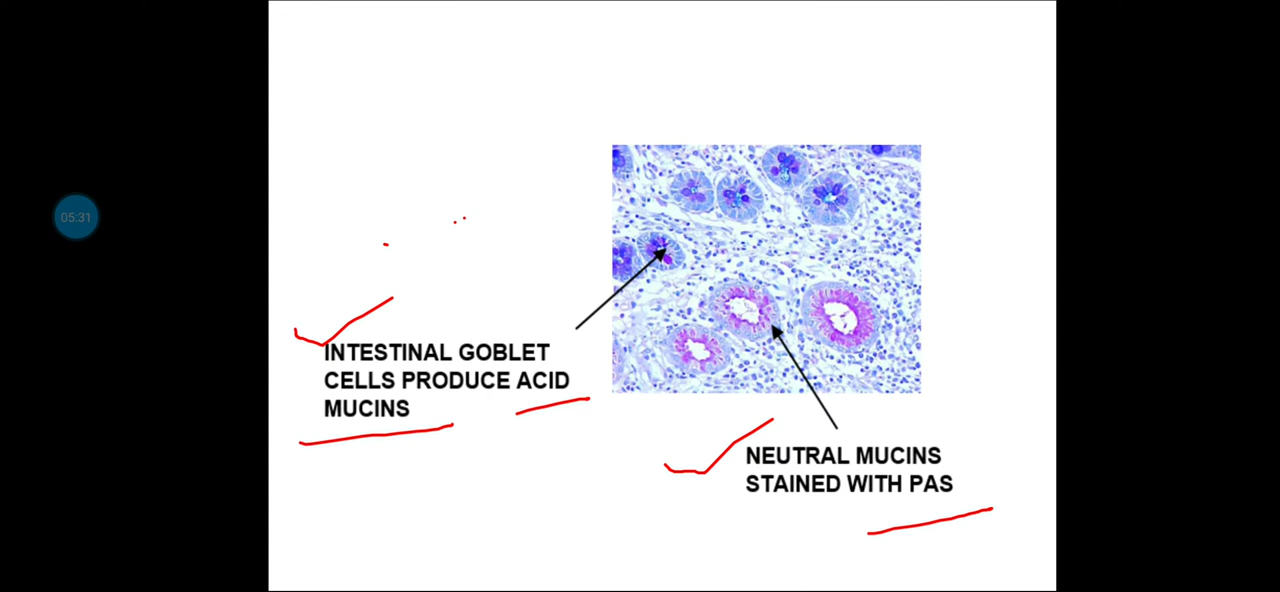 05:31
INTESTINAL GOBLET
CELLS PRODUCE ACID
MUCINS
NEUTRAL MUCINS
STAINED WITH PAS